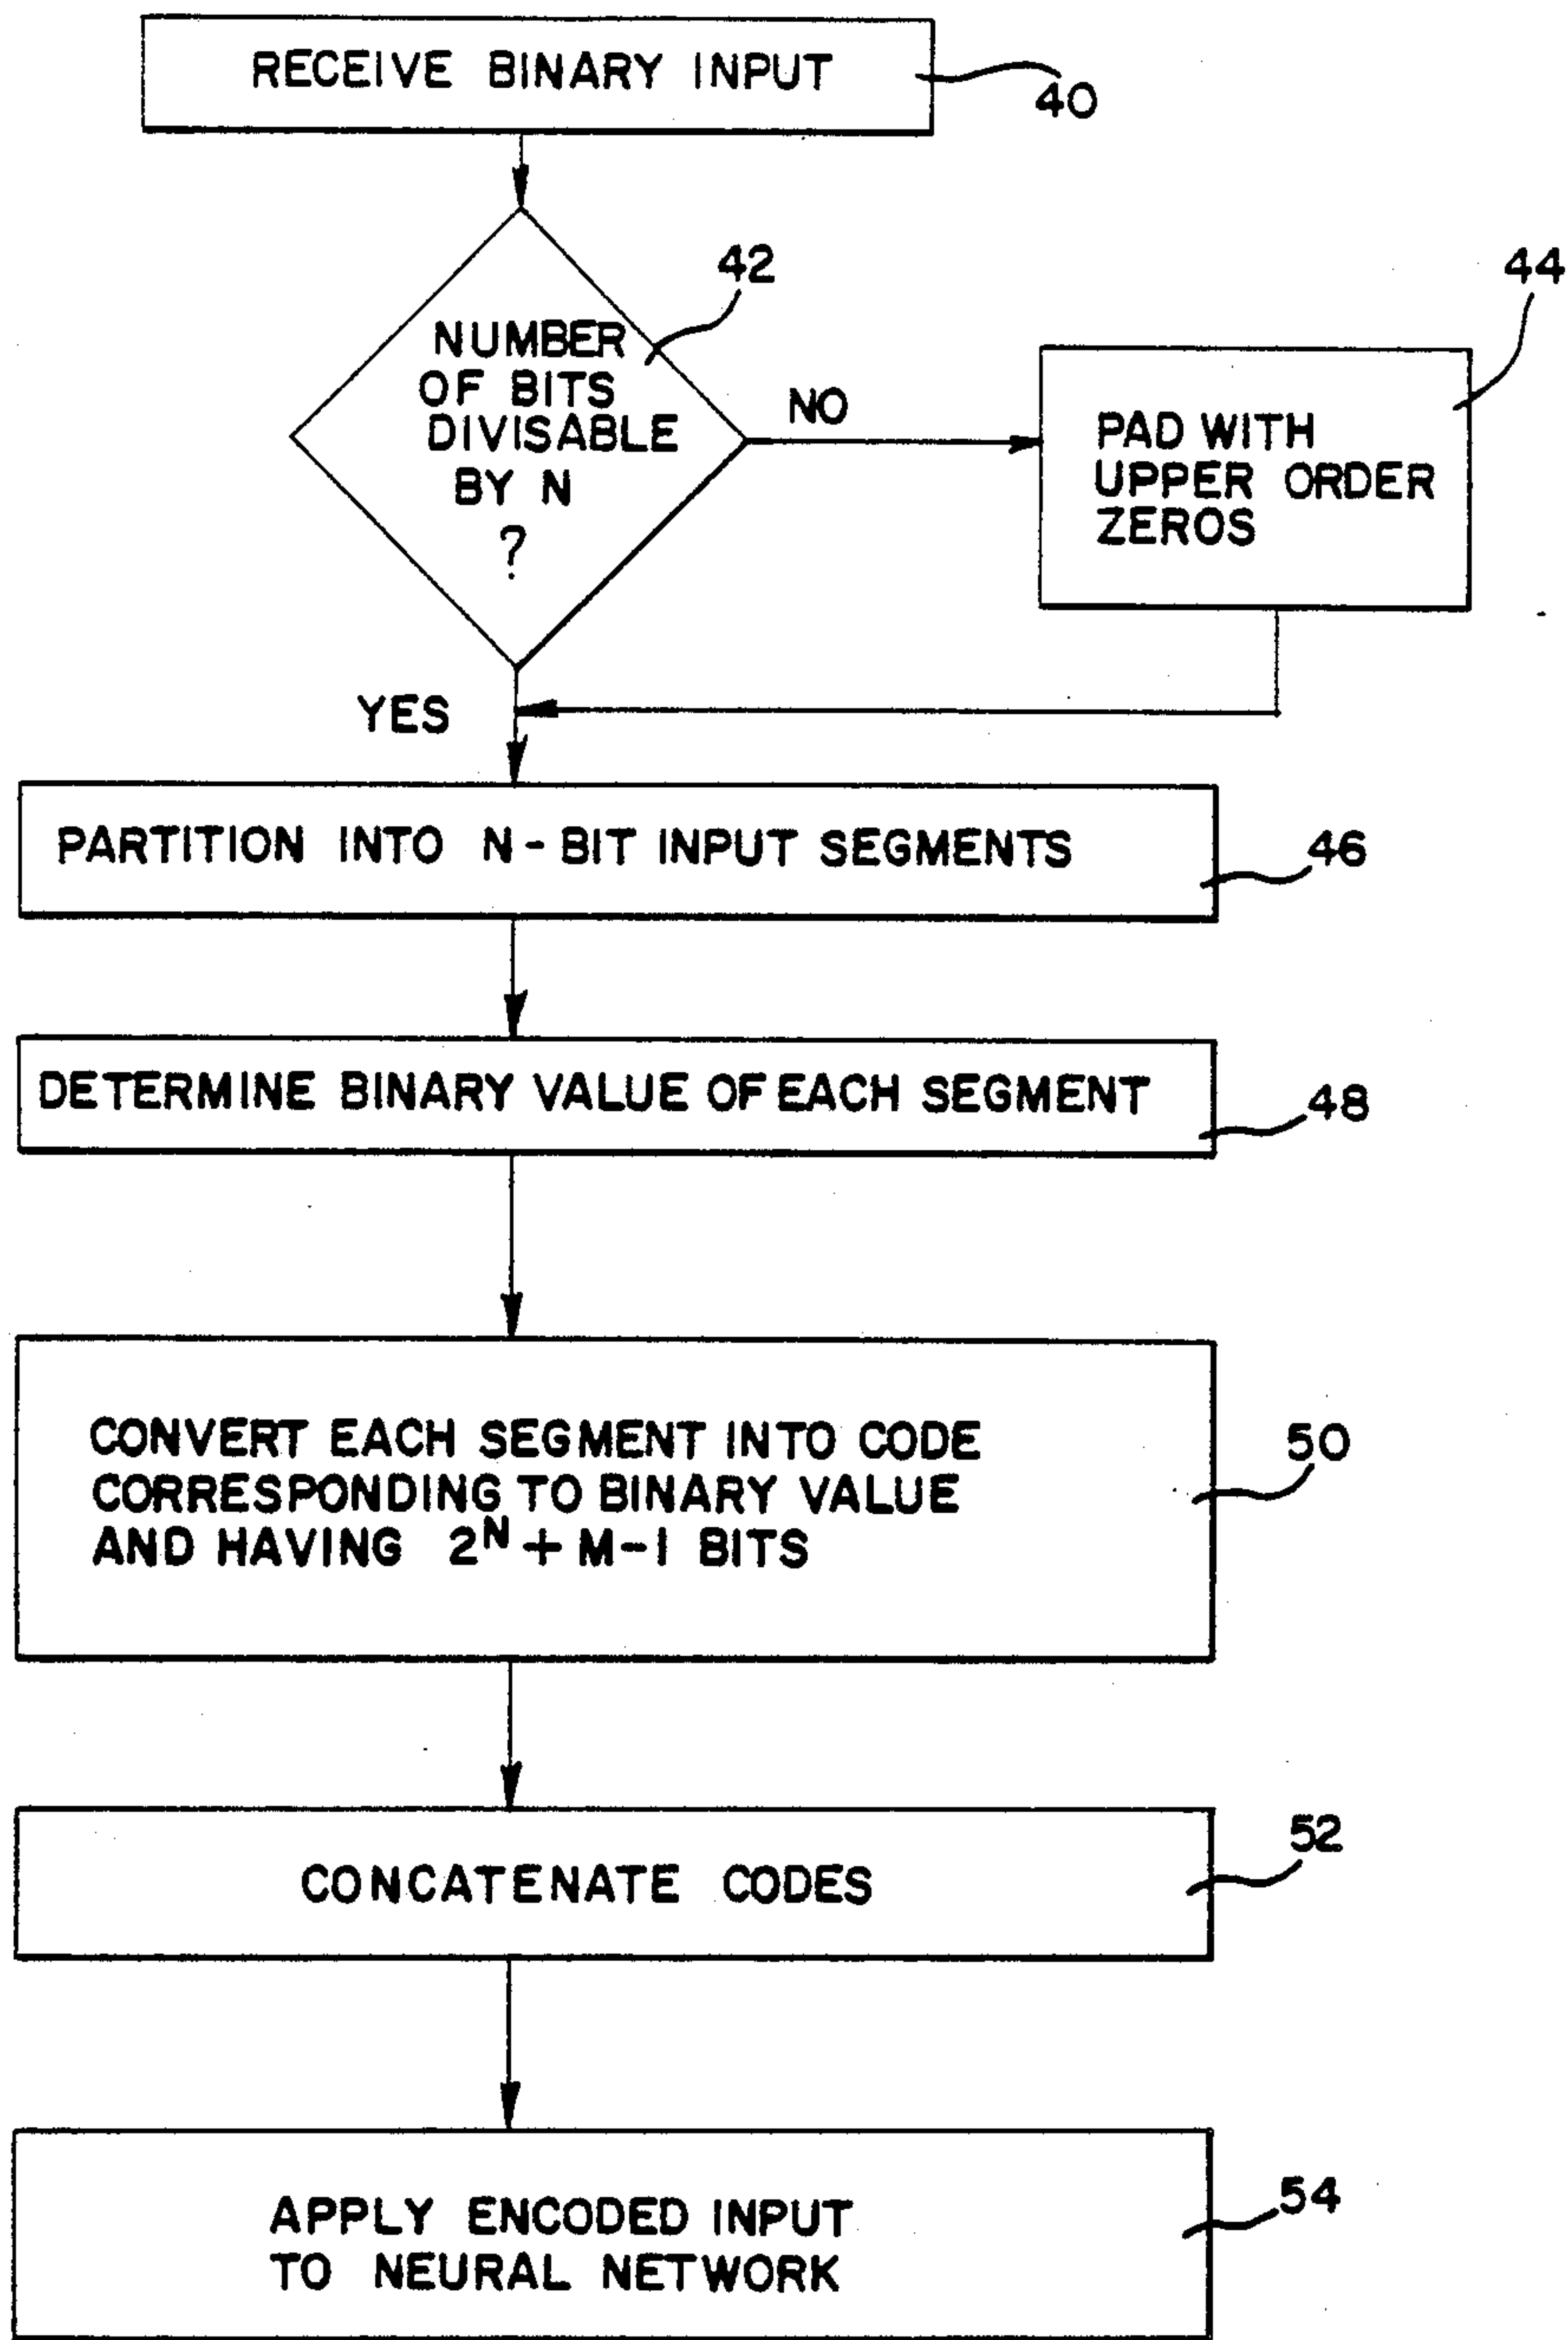 RECEIVE BINARY INPUT
40
42
NUMBER
OF BITS
DIVISABLE
BY N
?
NO
44
PAD WITH
UPPER ORDER
ZEROS
YES
PARTITION INTO N-BIT INPUT SEGMENTS
46
DETERMINE BINARY VALUE OF EACH SEGMENT
48
CONVERT EACH SEGMENT INTO CODE
CORRESPONDING TO BINARY VALUE
AND HAVING 2^N + M-1 BITS
50
CONCATENATE CODES
52
APPLY ENCODED INPUT
TO NEURAL NETWORK
54